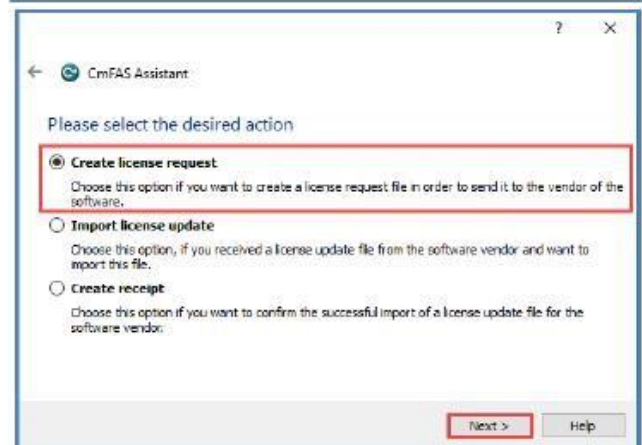 ?
CmFAS Assistant
Please select the desired action
Create license request
Choose this option if you want to create a license request file in order to send it to the vendor of the
software.
Import license update
Choose this option, if you received a license update file from the software vendor and want to
import this file.
Create receipt
Choose this option if you want to confirm the successful import of a license update file for the
software vendor.
Next > Help